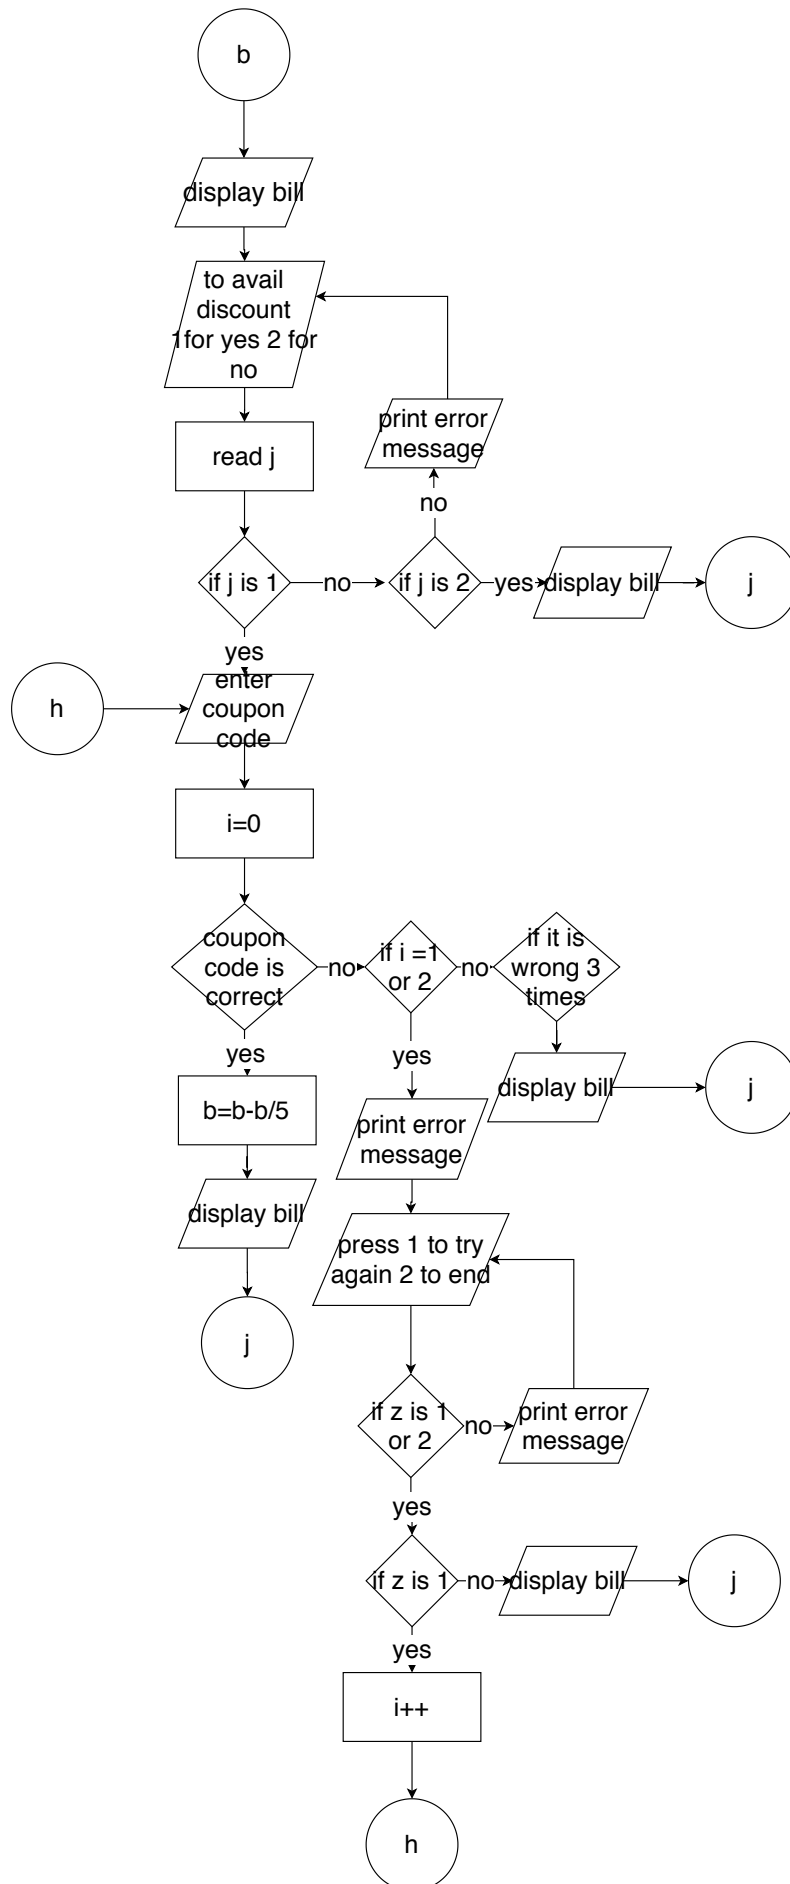 b
display bill
to avail
discount
1for yes 2 for
no
print error
message
read j
no
if j is 1
no
if j is 2
yes
display bill
j
yes
h
enter
coupon
code
i=0
coupon
code is
correct
no
if i =1
or 2
no
if it is
wrong 3
times
yes
yes
b=b-b/5
print error
message
display bill
j
display bill
press 1 to try
again 2 to end
j
if z is 1
or 2
no
print error
message
yes
if z is 1
no
display bill
j
yes
i++
h